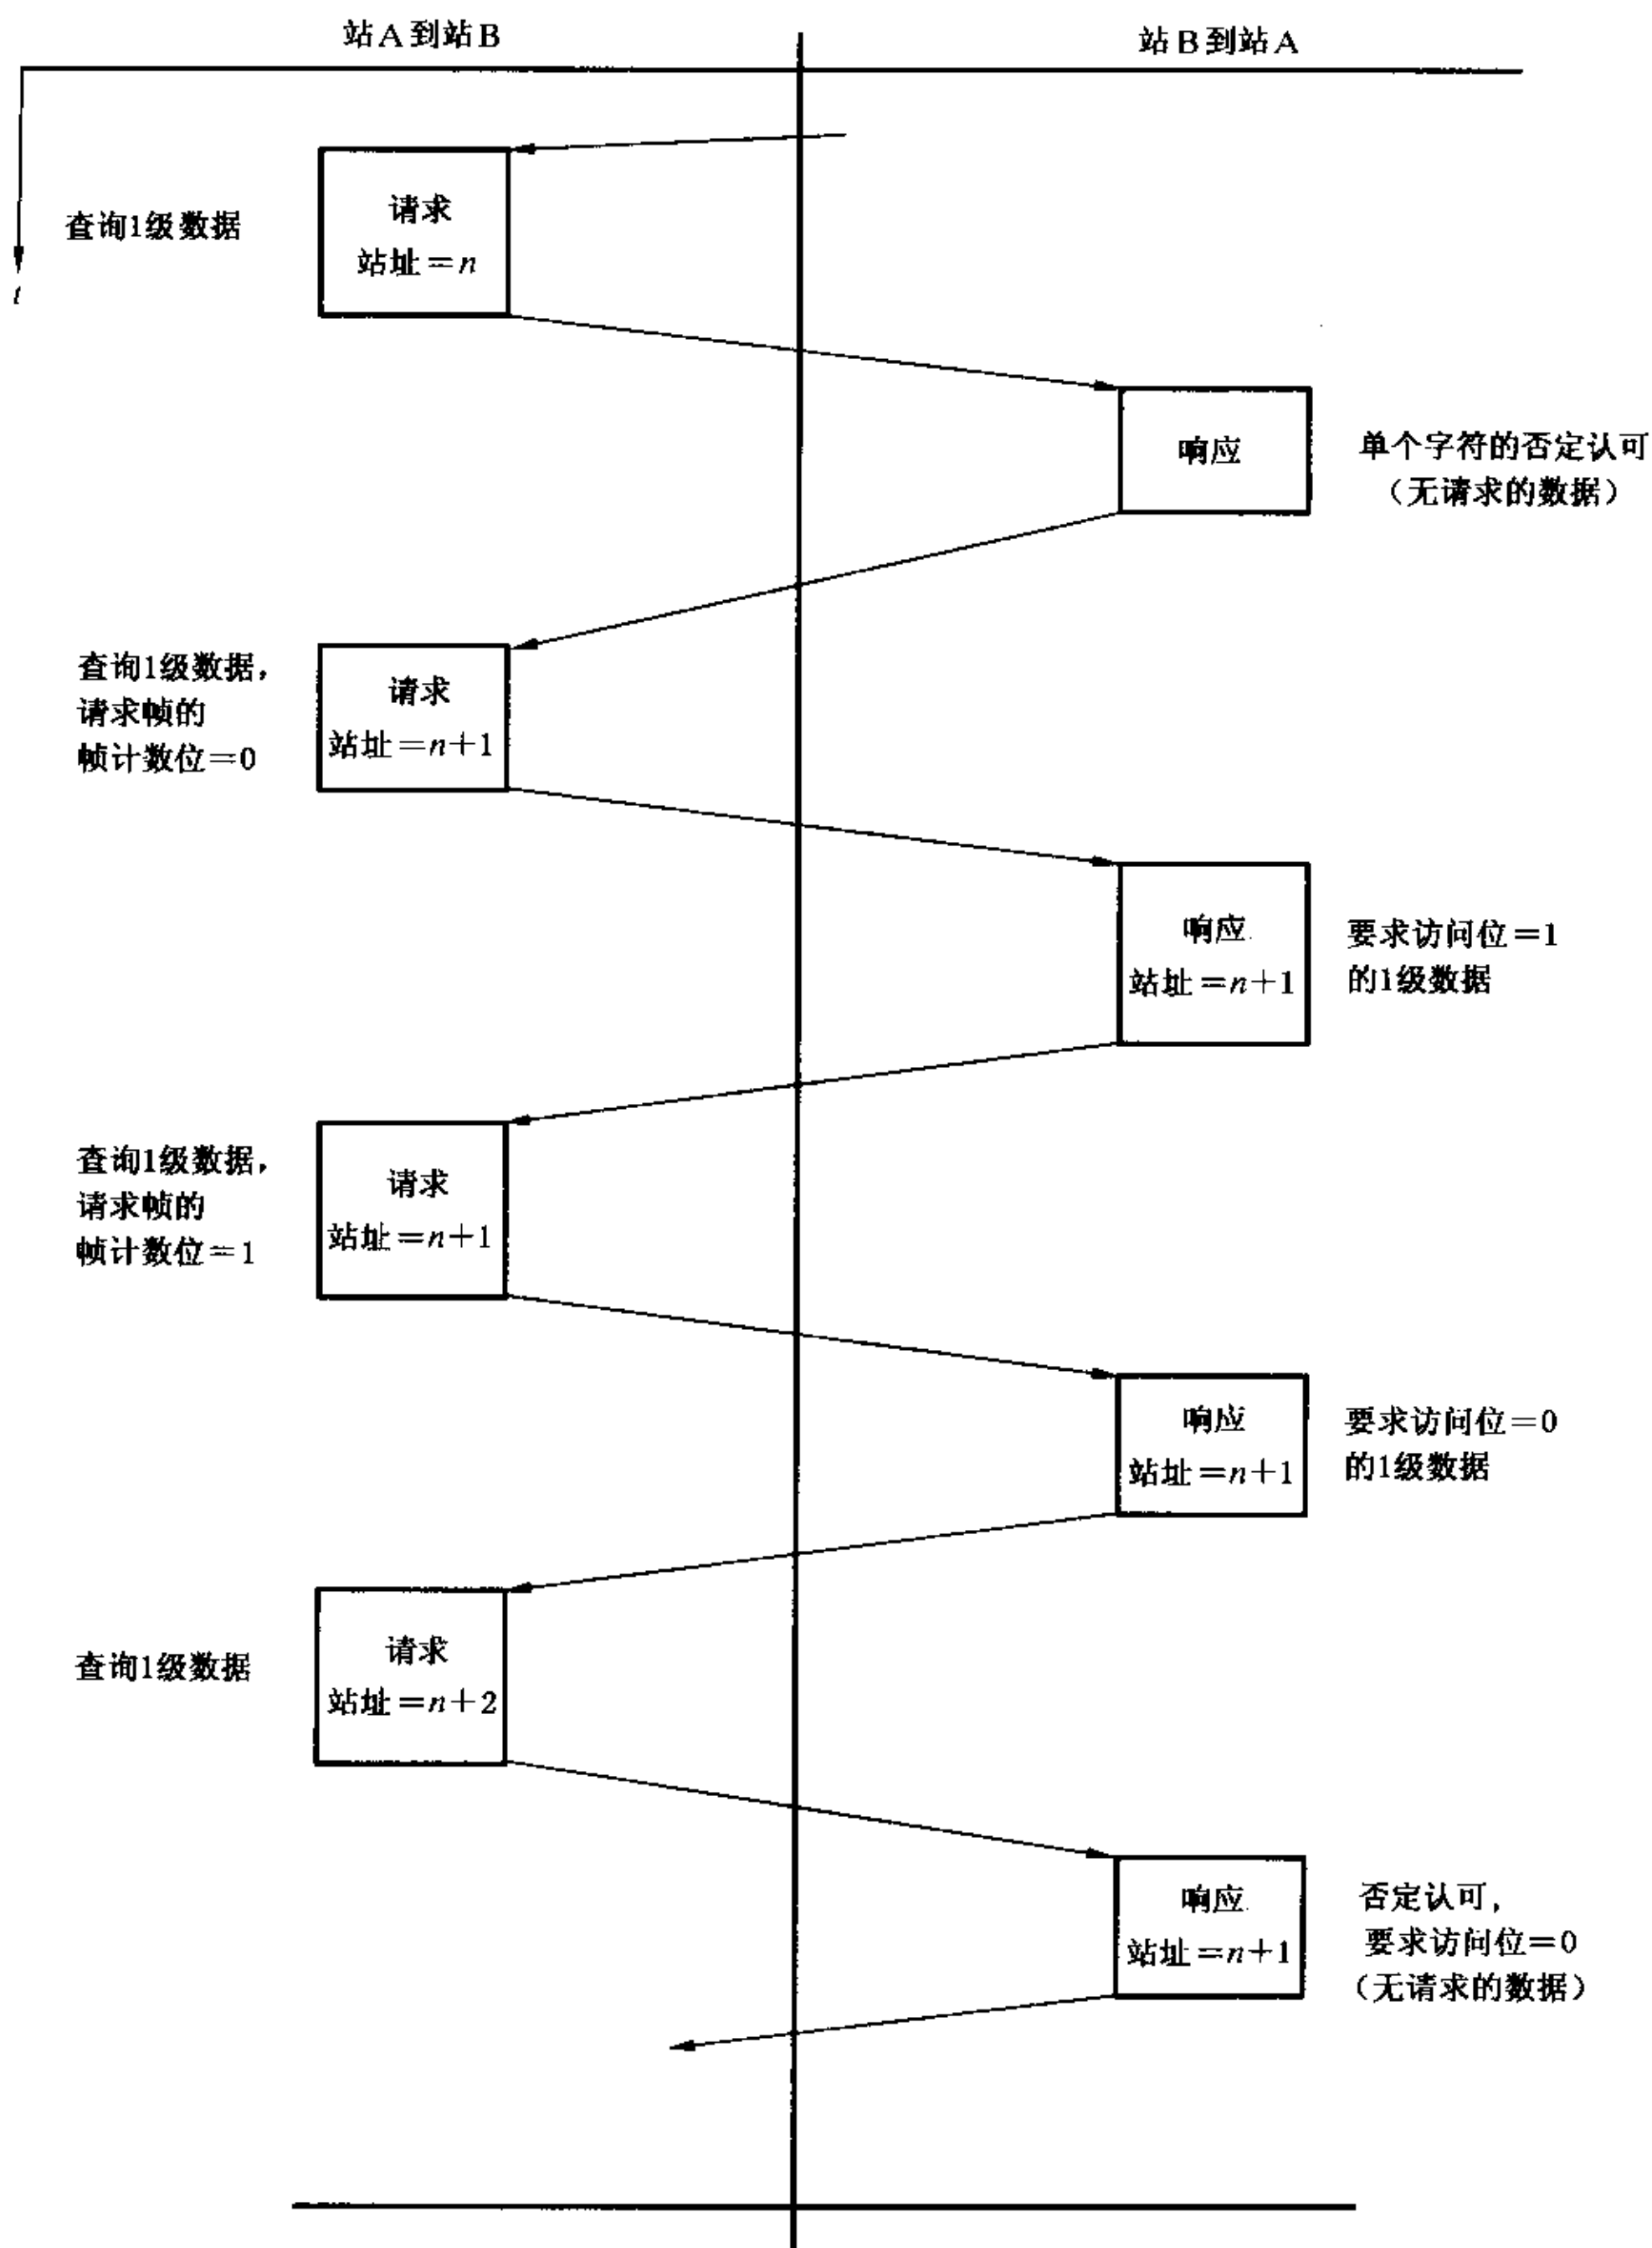 站A到站B
站B到站A
查询1级数据
请求
站址=n
t
响应
单个字符的否定认可
(无请求的数据)
查询1级数据,
请求帧的
帧计数位=0
请求
站址=n+1
响应
站址=n+1
要求访问位=1
的1级数据
查询1级数据,
请求帧的
帧计数位=1
请求
站址=n+1
响应
站址=n+1
要求访问位=0
的1级数据
查询1级数据
请求
站址=n+2
响应
站址=n+1
否定认可,
要求访问位=0
(无请求的数据)